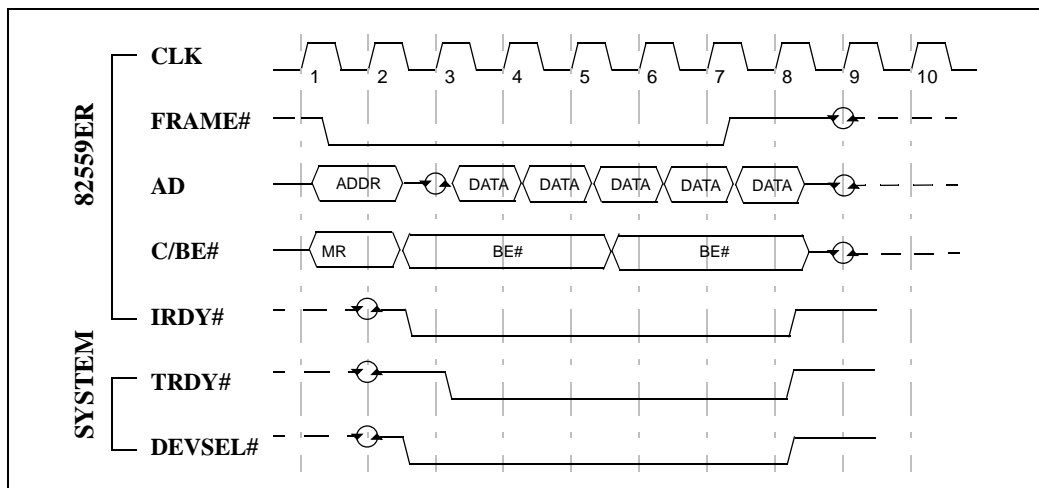 82559ER
SYSTEM
CLK
1 2 3 4 5 6 7 8 9 10
FRAME#
AD
ADDR DATA DATA DATA DATA DATA
C/BE#
MR BE# BE#
IRDY#
TRDY#
DEVSEL#